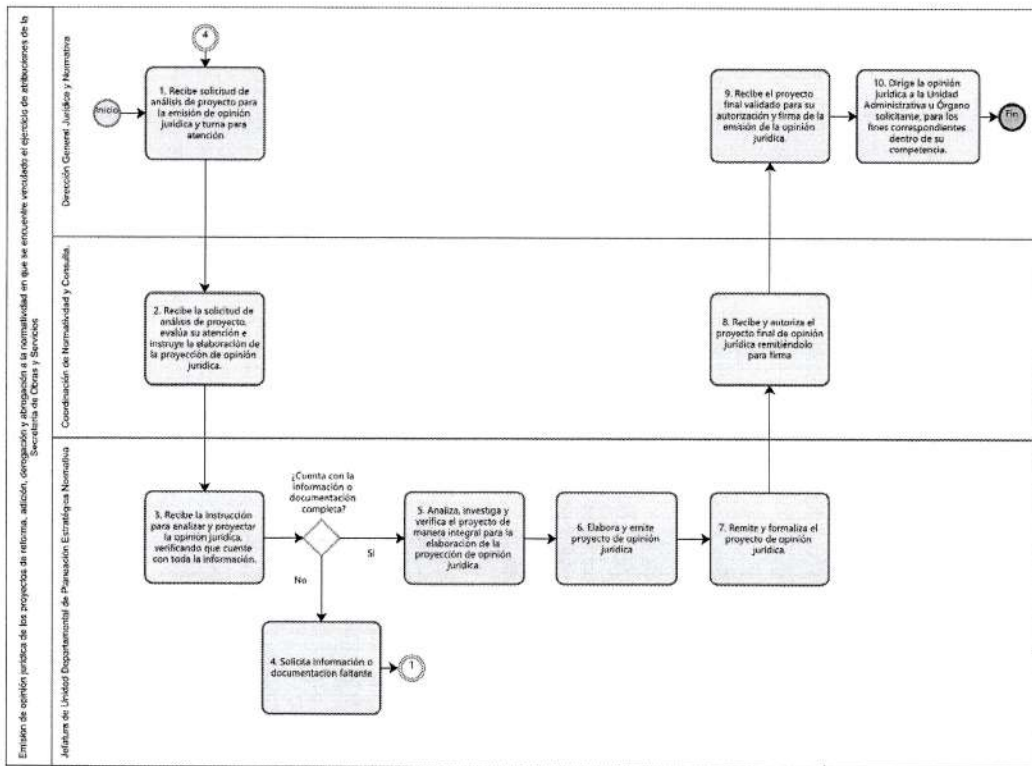 Emisión de opinión jurídica de los proyectos de reforma, adición, derogación y abrogación a la normatividad en que se encuentre vinculado el ejercicio de atribuciones de la
Secretaría de Obras y Servicios
Dirección General Jurídica y Normativa
4
Inicio
1. Recibe solicitud de
análisis de proyecto para
la emisión de opinión
jurídica y turna para
atención
9. Recibe el proyecto
final validado para su
autorización y firma de la
emisión de la opinión
jurídica.
10. Dirige la opinión
jurídica a la Unidad
Administrativa u Órgano
solicitante, para los
fines correspondientes
dentro de su
competencia.
Fin
Coordinación de Normatividad y Consulta.
2. Recibe la solicitud de
análisis de proyecto,
evalúa su atención e
instruye la elaboración de
la proyección de opinión
jurídica.
8. Recibe y autoriza el
proyecto final de opinión
jurídica remitiéndolo
para firma
Jefatura de Unidad Departamental de Planeación Estratégica Normativa
3. Recibe la instrucción
para analizar y proyectar
la opinión jurídica,
verificando que cuente
con toda la información.
¿Cuenta con la
información o
documentación
completa?
Si
No
4. Solicita información o
documentación faltante
1
5. Analiza, investiga y
verifica el proyecto de
manera integral para la
elaboración de la
proyección de opinión
jurídica
6. Elabora y emite
proyecto de opinión
jurídica
7. Remite y formaliza el
proyecto de opinión
jurídica.